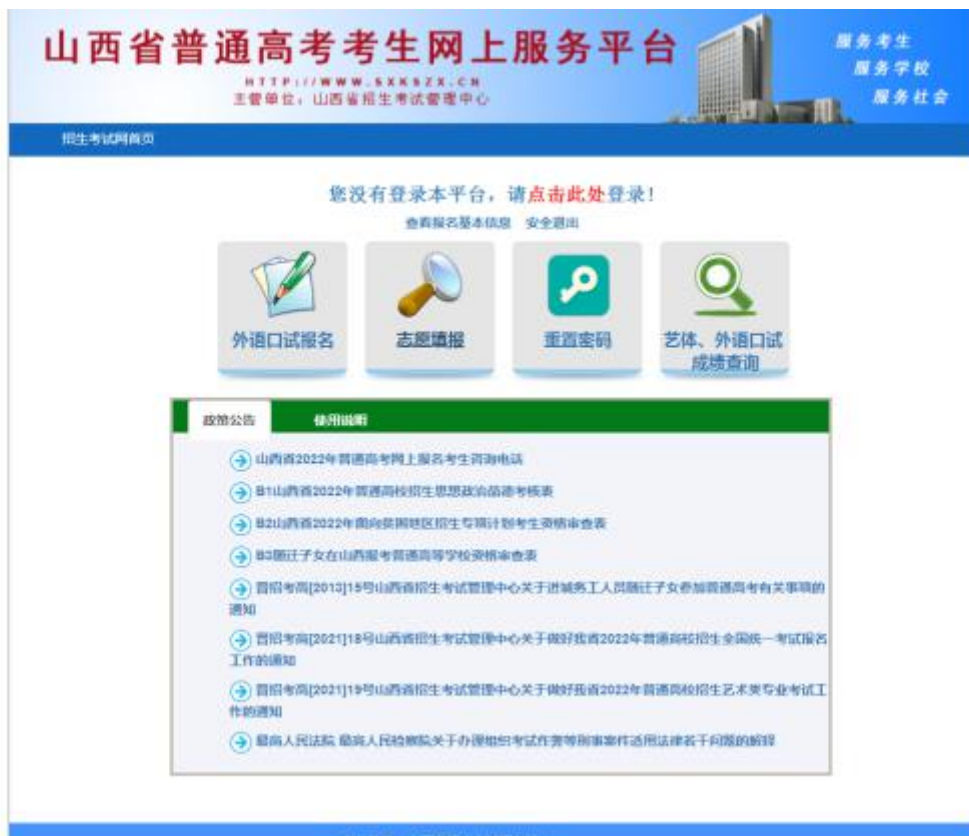 山西省普通高考考生网上服务平台
HTTP://WWW.SXKSZX.CN
主管单位：山西省招生考试管理中心
服务考生
服务学校
服务社会
招生考试网首页
您没有登录本平台，请点击此处登录！
查看报名基本信息 安全退出
外语口试报名
志愿填报
重置密码
艺体、外语口试
成绩查询
政策公告 使用说明
山西省2022年普通高考网上报名考生咨询电话
B1山西省2022年普通高校招生思想政治品德考核表
B2山西省2022年面向贫困地区招生专项计划考生资格审查表
B3随迁子女在山西报考普通高等学校资格审查表
晋招考高[2013]15号山西省招生考试管理中心关于进城务工人员随迁子女参加普通高考有关事项的
通知
晋招考高[2021]18号山西省招生考试管理中心关于做好我省2022年普通高校招生全国统一考试报名
工作的通知
晋招考高[2021]19号山西省招生考试管理中心关于做好我省2022年普通高校招生艺术类专业考试工
作的通知
最高人民法院 最高人民检察院关于办理组织考试作弊等刑事案件适用法律若干问题的解释